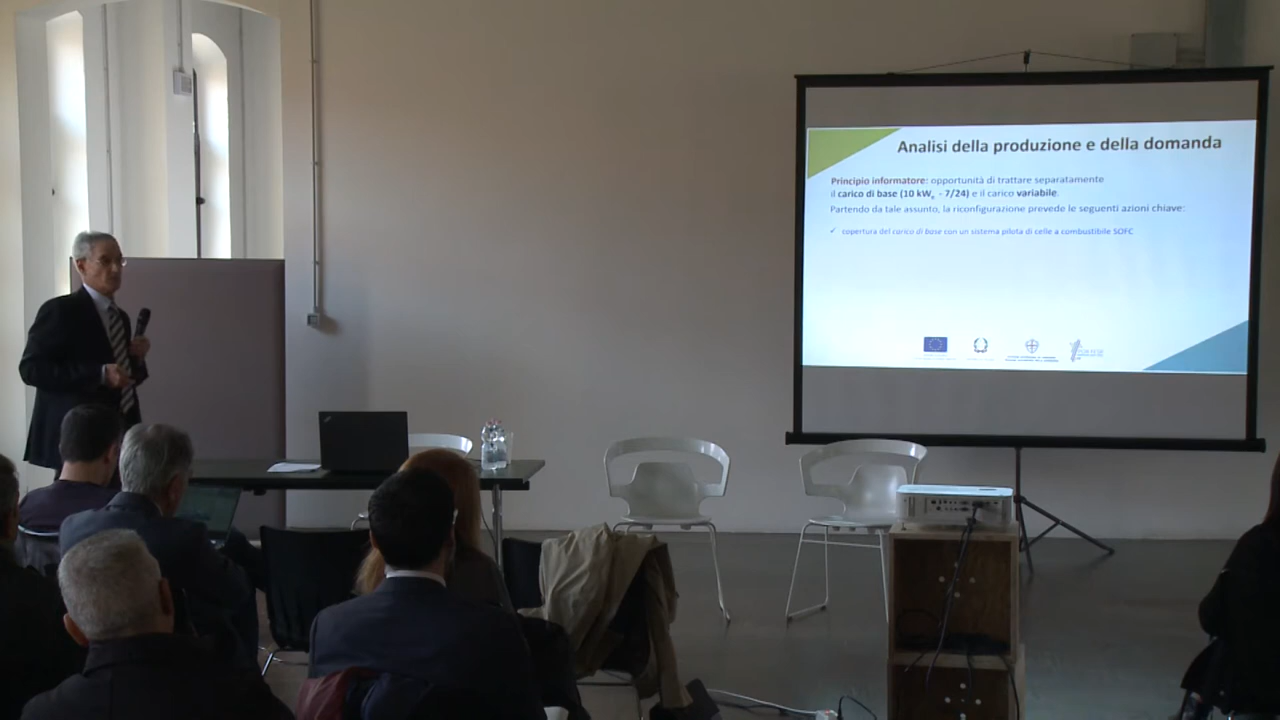 Analisi della produzione e della domanda
Principio informatore: opportunità di trattare separatamente
il carico di base (10 kWe - 7/24) e il carico variabile.
Partendo da tale assunto, la riconfigurazione prevede le seguenti azioni chiave:
✓ copertura del carico di base con un sistema pilota di celle a combustibile SOFC